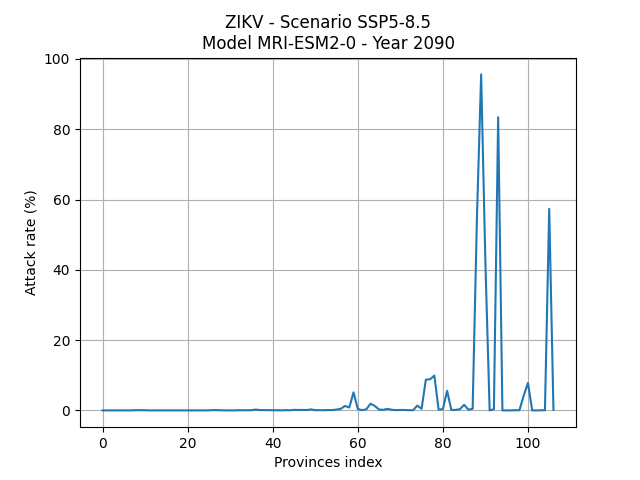 ZIKV - Scenario SSP5-8.5
Model MRI-ESM2-0 - Year 2090
100
80
60
40
20
0
Attack rate (%)
0 20 40 60 80 100
Provinces index